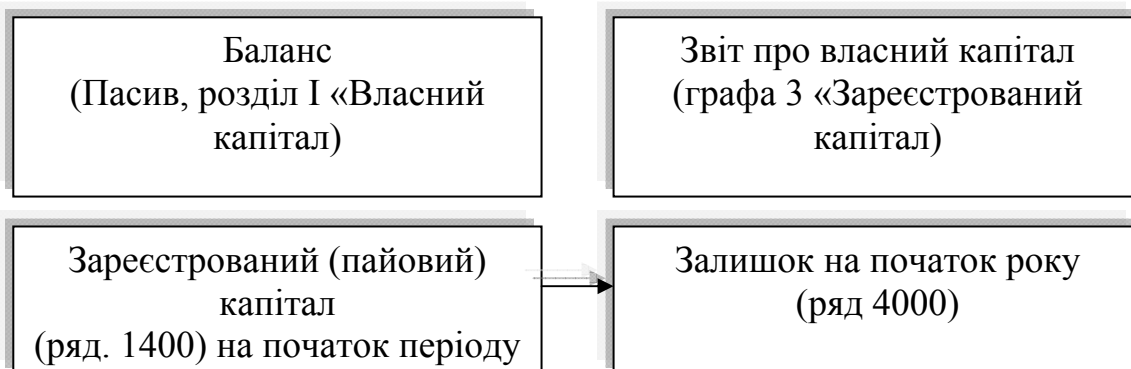 Баланс
(Пасив, розділ І «Власний
капітал)
Звіт про власний капітал
(графа 3 «Зареєстрований
капітал)
Зареєстрований (пайовий)
капітал
(ряд. 1400) на початок періоду
Залишок на початок року
(ряд 4000)